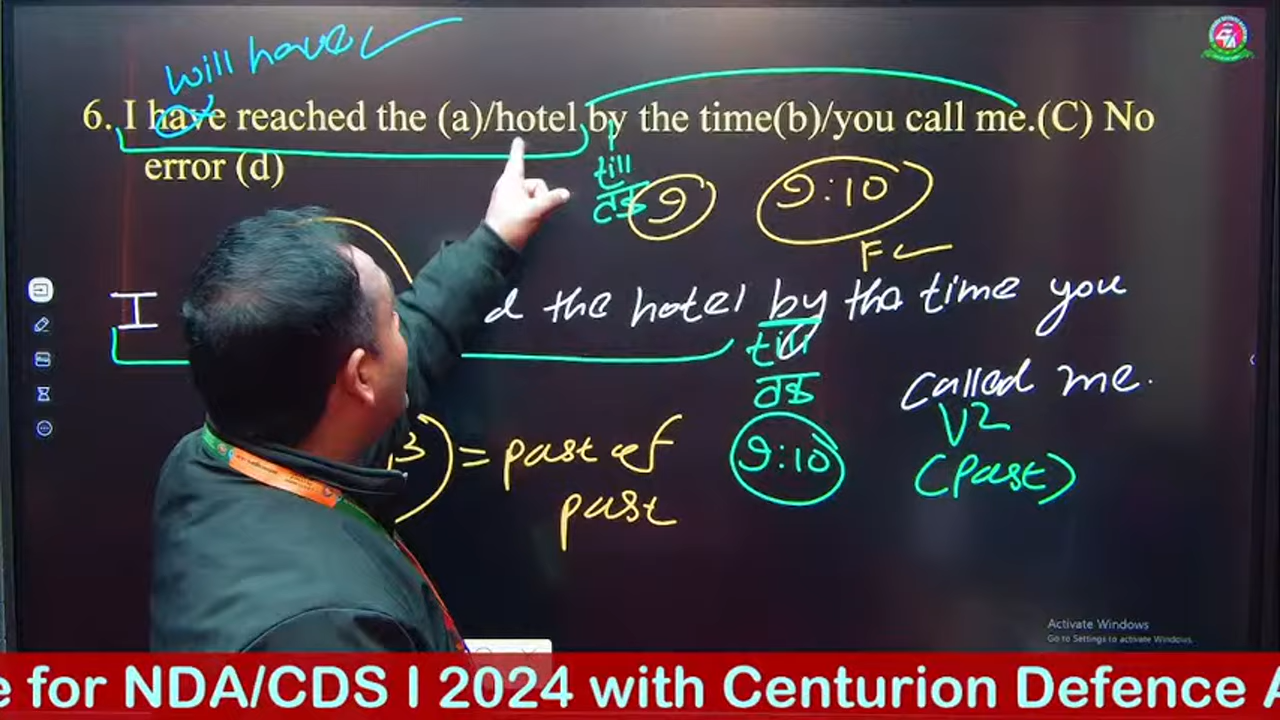 will have ✓
6. I have reached the (a)/hotel by the time(b)/you call me.(C) No
error (d)
till
तक 9 9:10
F ✓
I d the hotel by the time you
till
तक called me.
V2
3) = past of 9:10 (Past)
past
Activate Windows
Go to Settings to activate Windows.
e for NDA/CDS I 2024 with Centurion Defence A